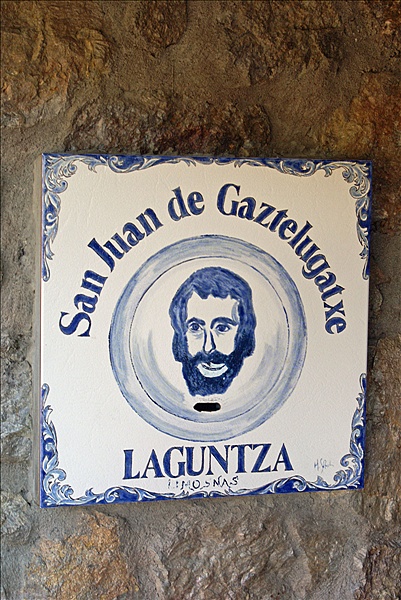 San Juan de Gaztelugatxe
LAGUNTZA
LIMOSNAS